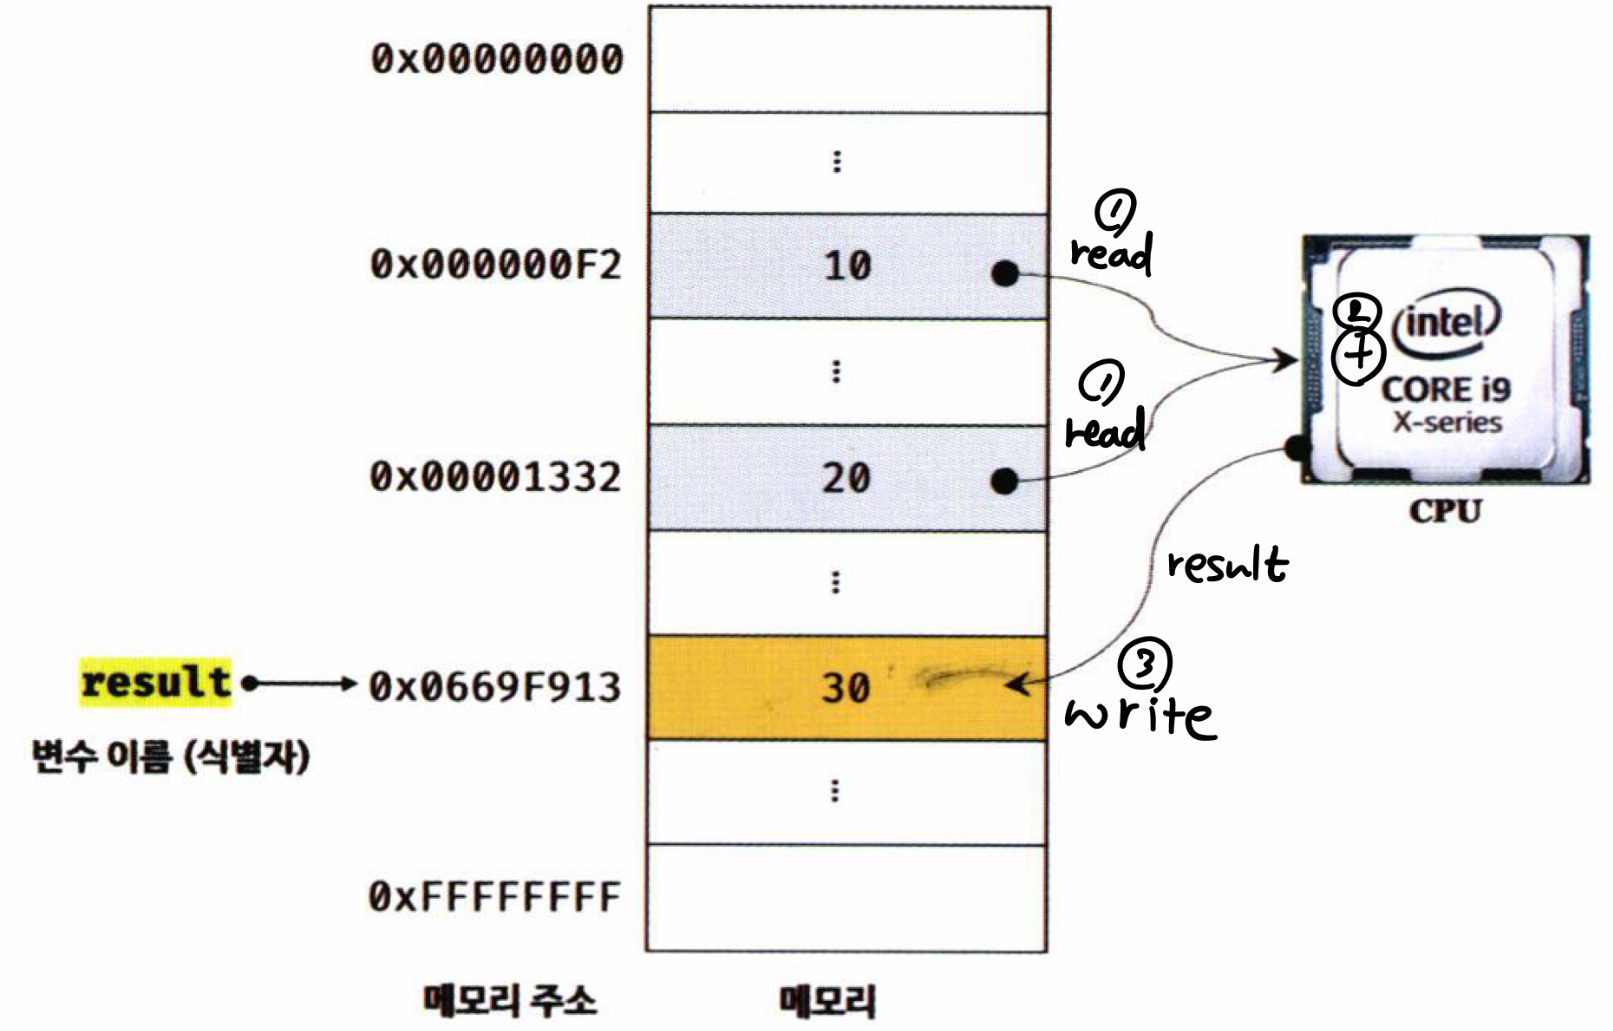 0x00000000
⋮
① read
0x000000F2 10
② +
intel
CORE i9
X-series
CPU
⋮
① read
0x00001332 20
⋮
result
result 0x0669F913 30
③ write
변수 이름 (식별자)
⋮
0xFFFFFFFF
메모리 주소 메모리